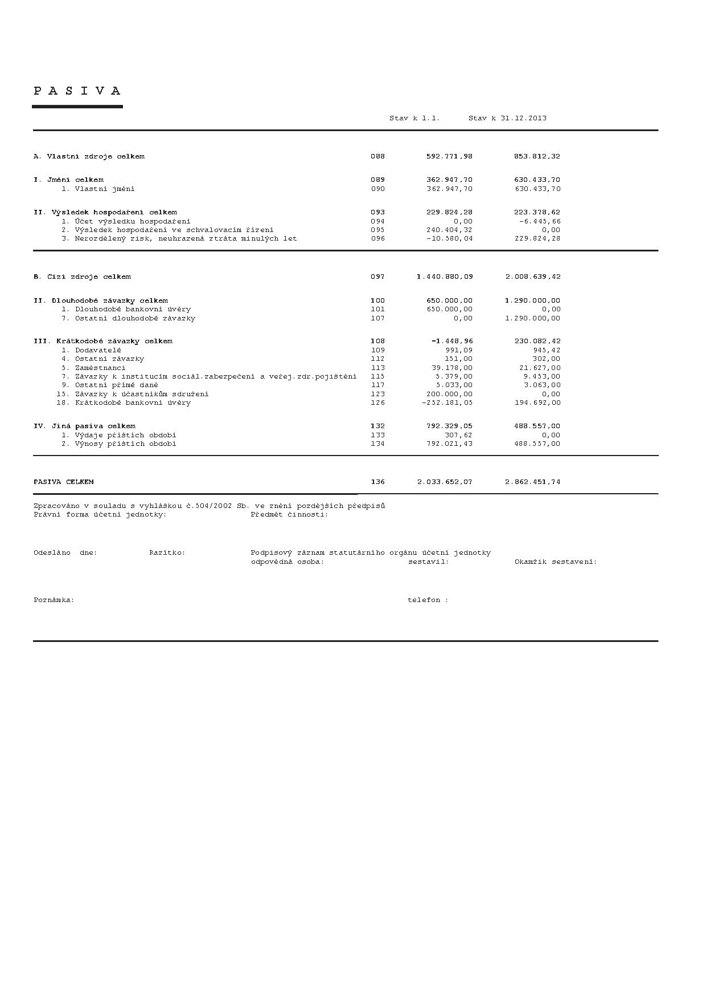 P A S I V A
Stav k 1.1. Stav k 31.12.2013
A. Vlastní zdroje celkem 088 592.771,98 853.812,32
I. Jmění celkem 089 362.947,70 630.433,70
1. Vlastní jmění 090 362.947,70 630.433,70
II. Výsledek hospodaření celkem 093 229.824,28 223.378,62
1. Účet výsledku hospodaření 094 0,00 -6.445,66
2. Výsledek hospodaření ve schvalovacím řízení 095 240.404,32 0,00
3. Nerozdělený zisk, neuhrazená ztráta minulých let 096 -10.580,04 229.824,28
B. Cizí zdroje celkem 097 1.440.880,09 2.008.639,42
II. Dlouhodobé závazky celkem 100 650.000,00 1.290.000,00
1. Dlouhodobé bankovní úvěry 101 650.000,00 0,00
7. Ostatní dlouhodobé závazky 107 0,00 1.290.000,00
III. Krátkodobé závazky celkem 108 -1.448,96 230.082,42
1. Dodavatelé 109 991,09 945,42
4. Ostatní závazky 112 151,00 302,00
5. Zaměstnanci 113 39.178,00 21.627,00
7. Závazky k institucím sociál.zabezpečení a veřej.zdr.pojištění 115 5.379,00 9.453,00
9. Ostatní přímé daně 117 5.033,00 3.063,00
15. Závazky k účastníkům sdružení 123 200.000,00 0,00
18. Krátkodobé bankovní úvěry 126 -252.181,05 194.692,00
IV. Jiná pasiva celkem 132 792.329,05 488.557,00
1. Výdaje příštích období 133 307,62 0,00
2. Výnosy příštích období 134 792.021,43 488.557,00
PASIVA CELKEM 136 2.033.652,07 2.862.451,74
Zpracováno v souladu s vyhláškou č.504/2002 Sb. ve znění pozdějších předpisů
Právní forma účetní jednotky: Předmět činnosti:
Odesláno dne: Razítko: Podpisový záznam statutárního orgánu účetní jednotky
odpovědná osoba: sestavil: Okamžik sestavení:
Poznámka: telefon :